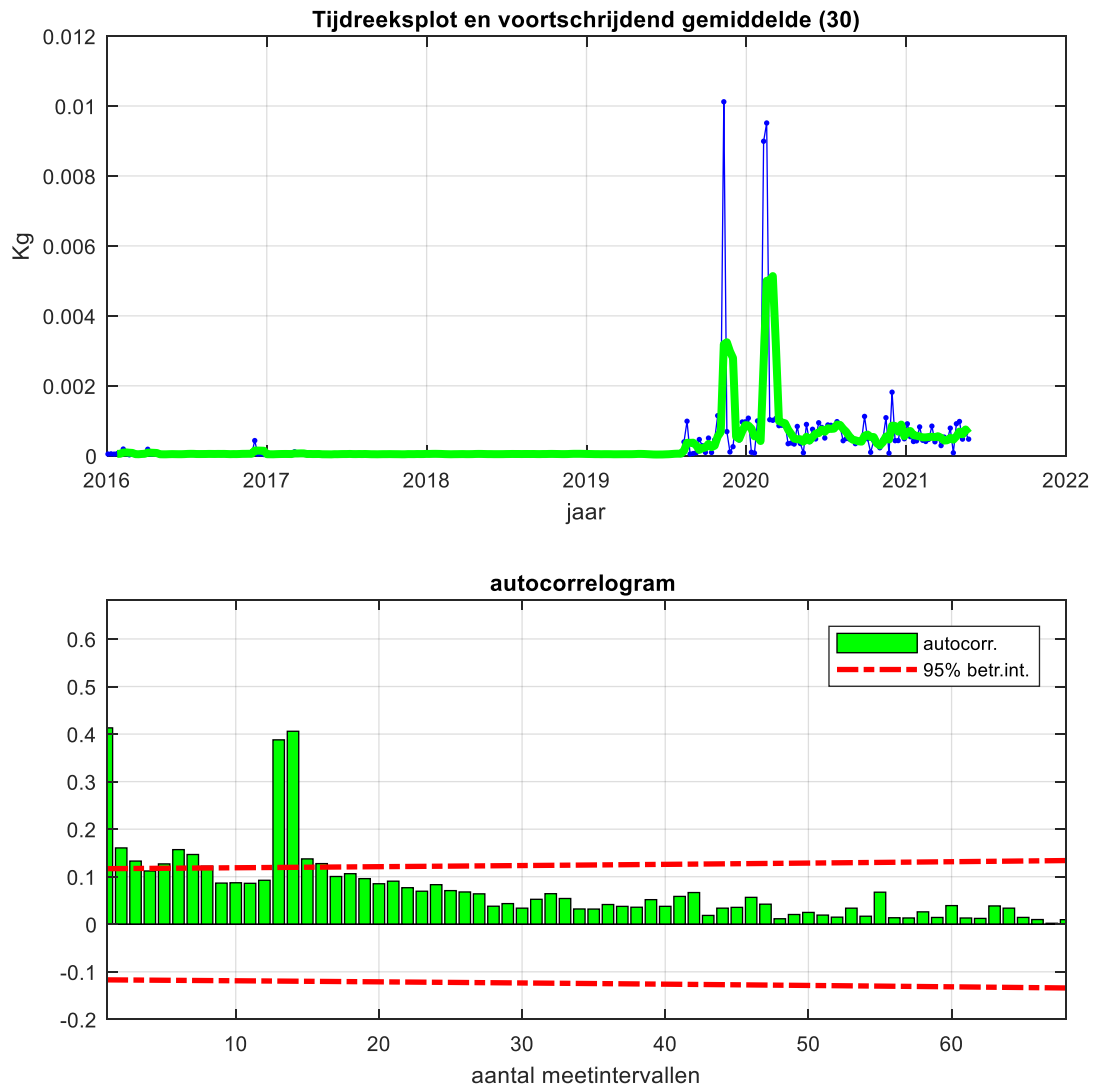 Tijdreeksplot en voortschrijdend gemiddelde (30)
0.012
0.01
0.008
0.006
0.004
0.002
0
Kg
2016 2017 2018 2019 2020 2021 2022
jaar
autocorrelogram
0.6
0.5
0.4
0.3
0.2
0.1
0
-0.1
-0.2
autocorr.
95% betr.int.
10 20 30 40 50 60
aantal meetintervallen